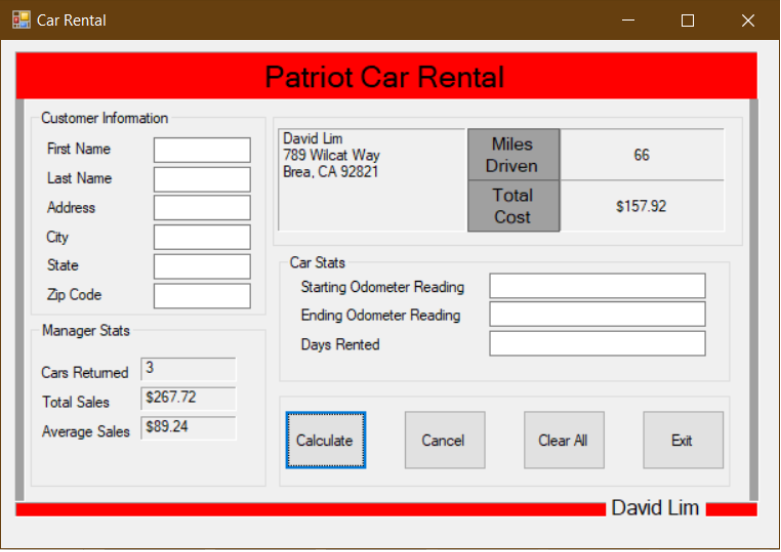 Car Rental
Patriot Car Rental
Customer Information
First Name
Last Name
Address
City
State
Zip Code
David Lim
789 Wilcat Way
Brea, CA 92821
Miles
Driven
66
Total
Cost
$157.92
Car Stats
Starting Odometer Reading
Ending Odometer Reading
Days Rented
Manager Stats
Cars Returned 3
Total Sales $267.72
Average Sales $89.24
Calculate Cancel Clear All Exit
David Lim